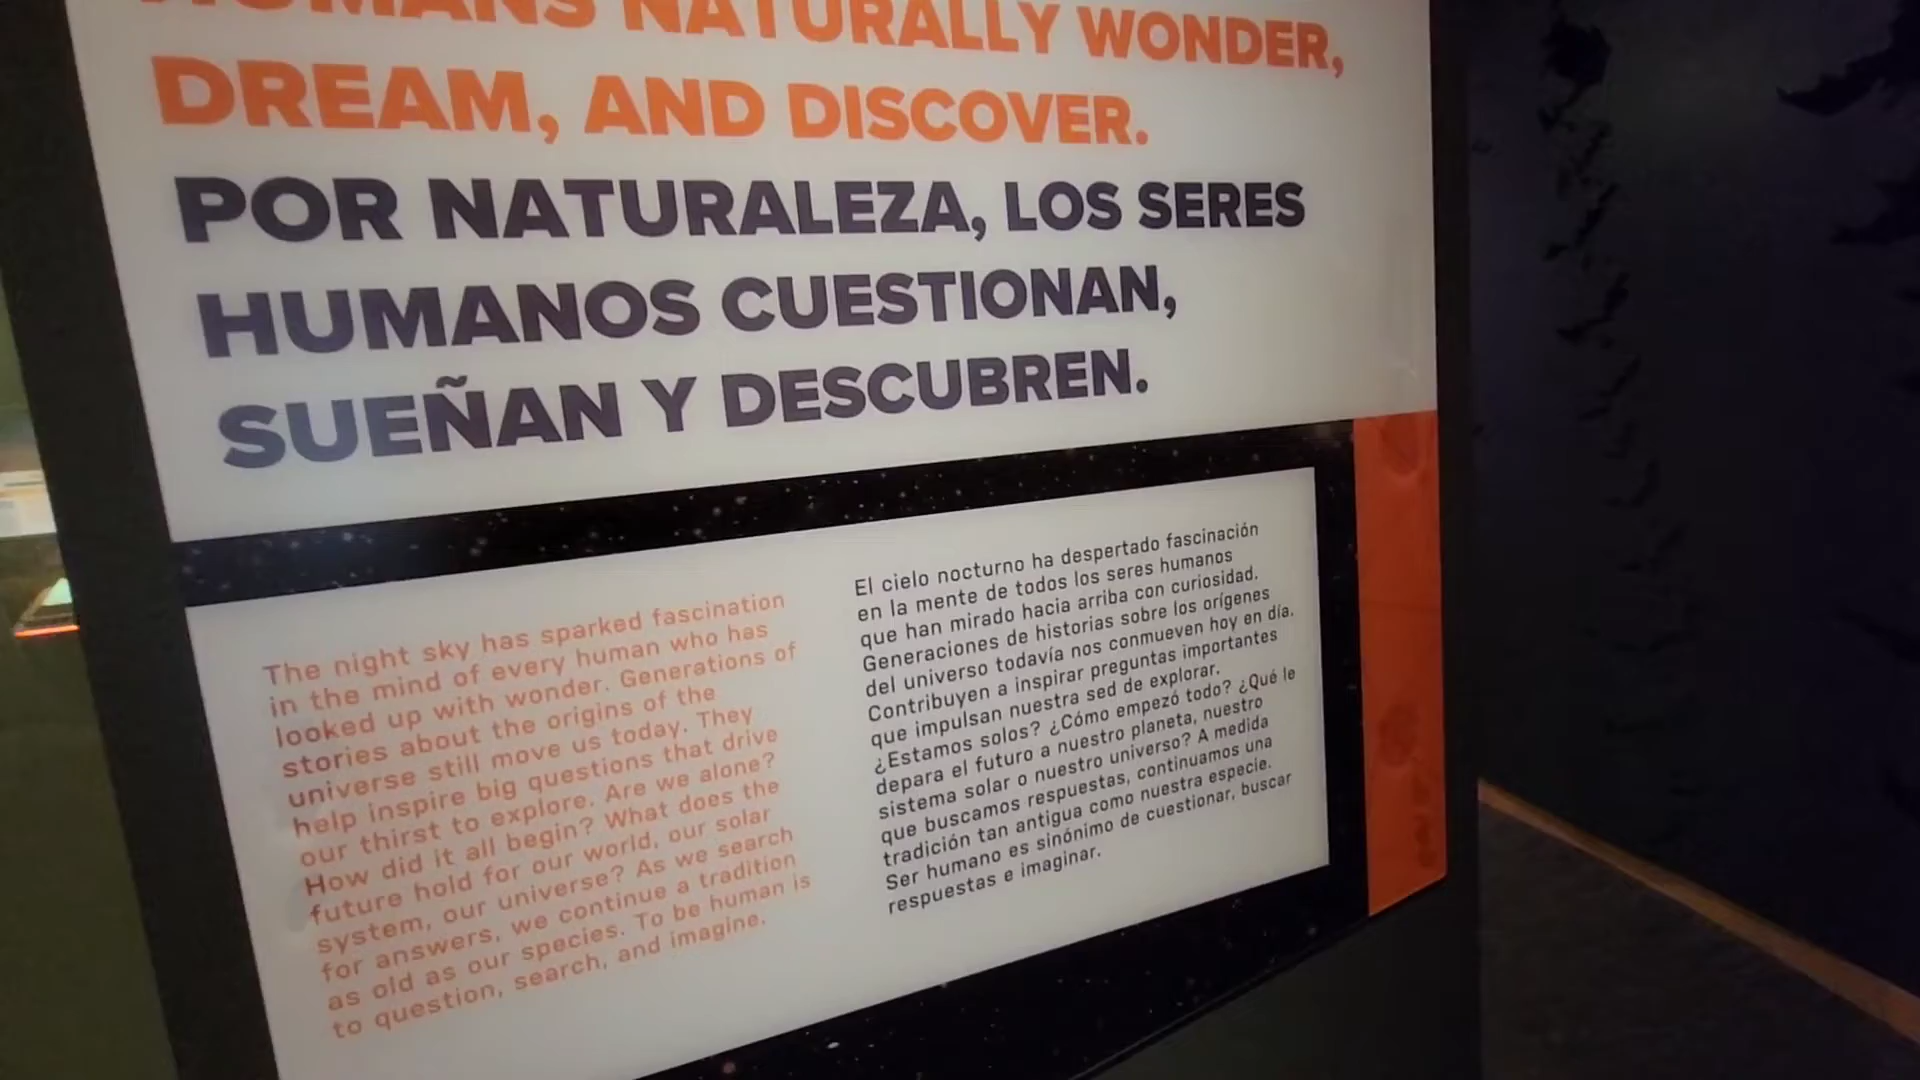 HUMANS NATURALLY WONDER,
DREAM, AND DISCOVER.
POR NATURALEZA, LOS SERES
HUMANOS CUESTIONAN,
SUEÑAN Y DESCUBREN.
The night sky has sparked fascination
in the mind of every human who has
looked up with wonder. Generations of
stories about the origins of the
universe still move us today. They
help inspire big questions that drive
our thirst to explore. Are we alone?
How did it all begin? What does the
future hold for our world, our solar
system, our universe? As we search
for answers, we continue a tradition
as old as our species. To be human is
to question, search, and imagine.
El cielo nocturno ha despertado fascinación
en la mente de todos los seres humanos
que han mirado hacia arriba con curiosidad.
Generaciones de historias sobre los orígenes
del universo todavía nos conmueven hoy en día.
Contribuyen a inspirar preguntas importantes
que impulsan nuestra sed de explorar.
¿Estamos solos? ¿Cómo empezó todo? ¿Qué le
depara el futuro a nuestro planeta, nuestro
sistema solar o nuestro universo? A medida
que buscamos respuestas, continuamos una
tradición tan antigua como nuestra especie.
Ser humano es sinónimo de cuestionar, buscar
respuestas e imaginar.